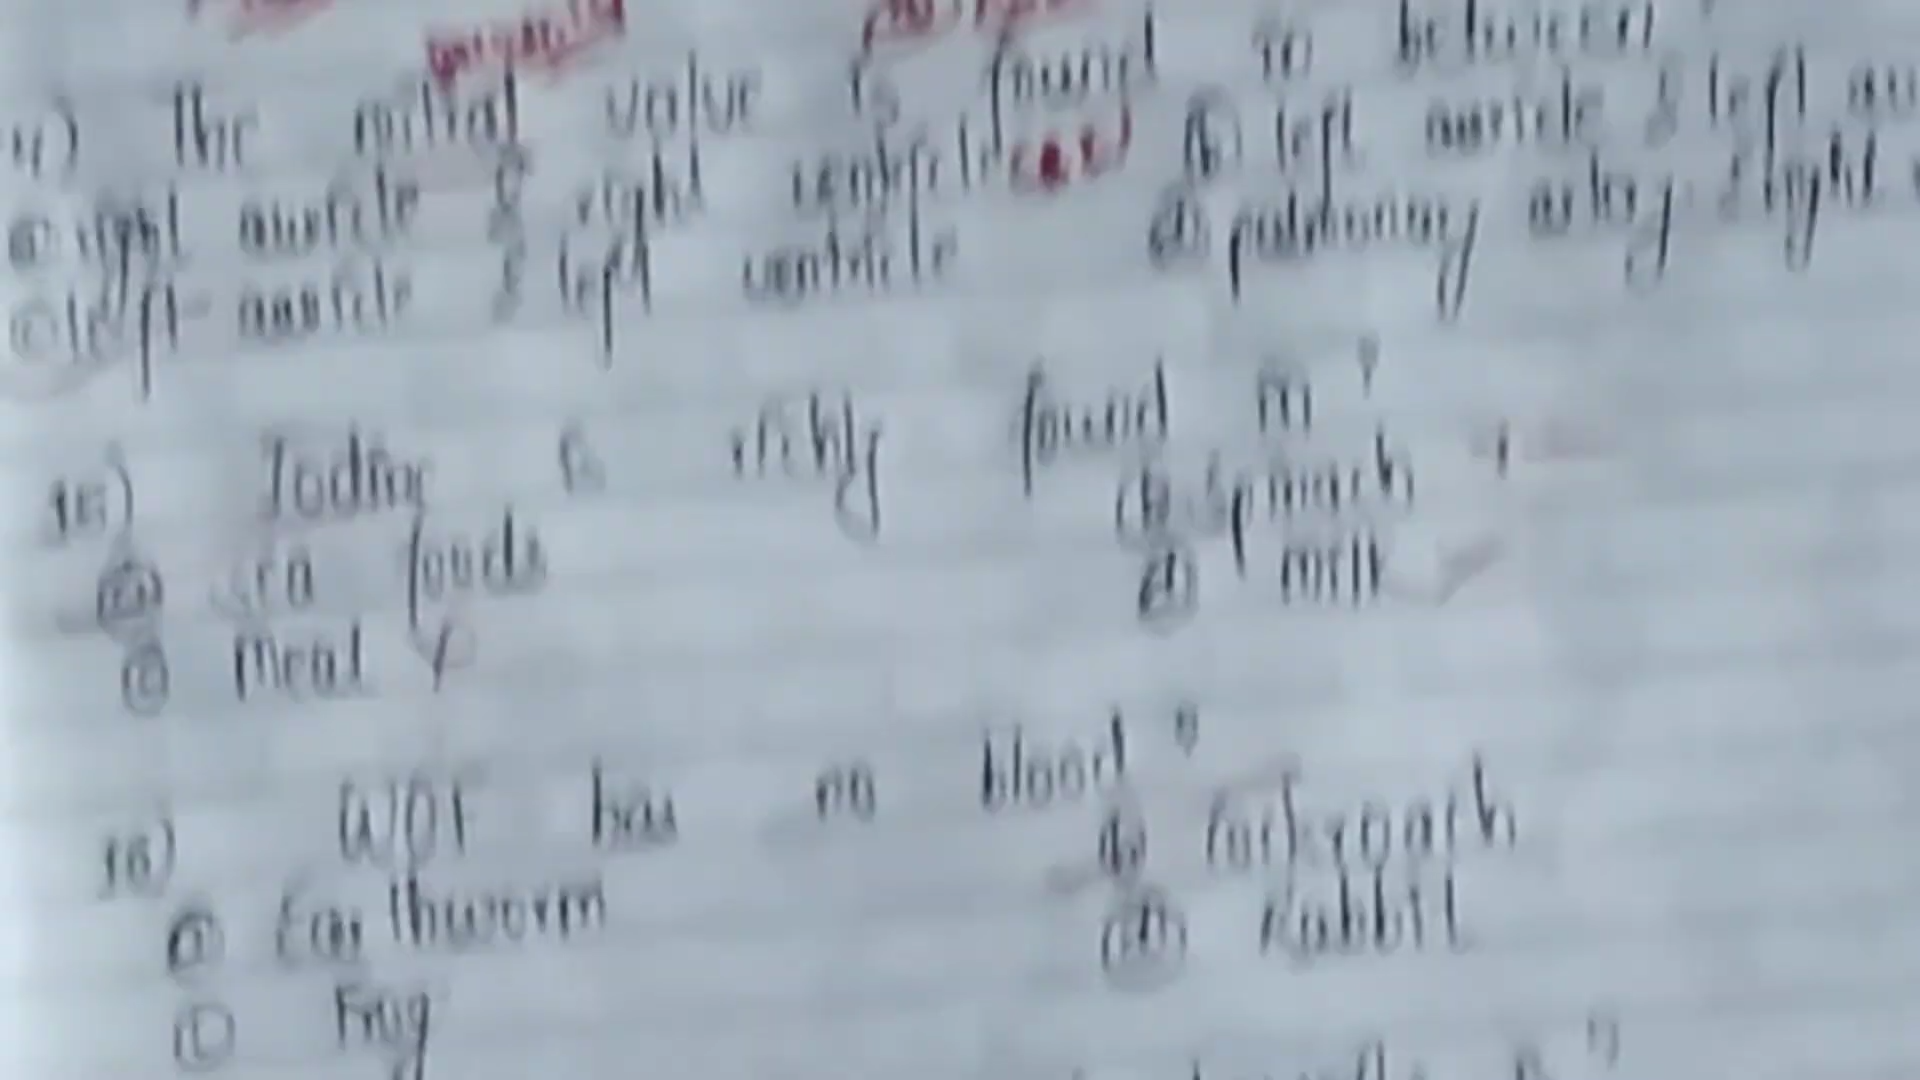 The mitral valve is found in between
(a) right auricle & right ventricle (b) left auricle & left
(c) left auricle & left ventricle (d) pulmonary artery & right
15) Iodine is richly found in ?
(a) sea foods (b) Spinach
(c) Meat (d) milk
16) WOF has no blood ?
(a) Earthworm (b) Cockroach
(c) Frog (d) Rabbit